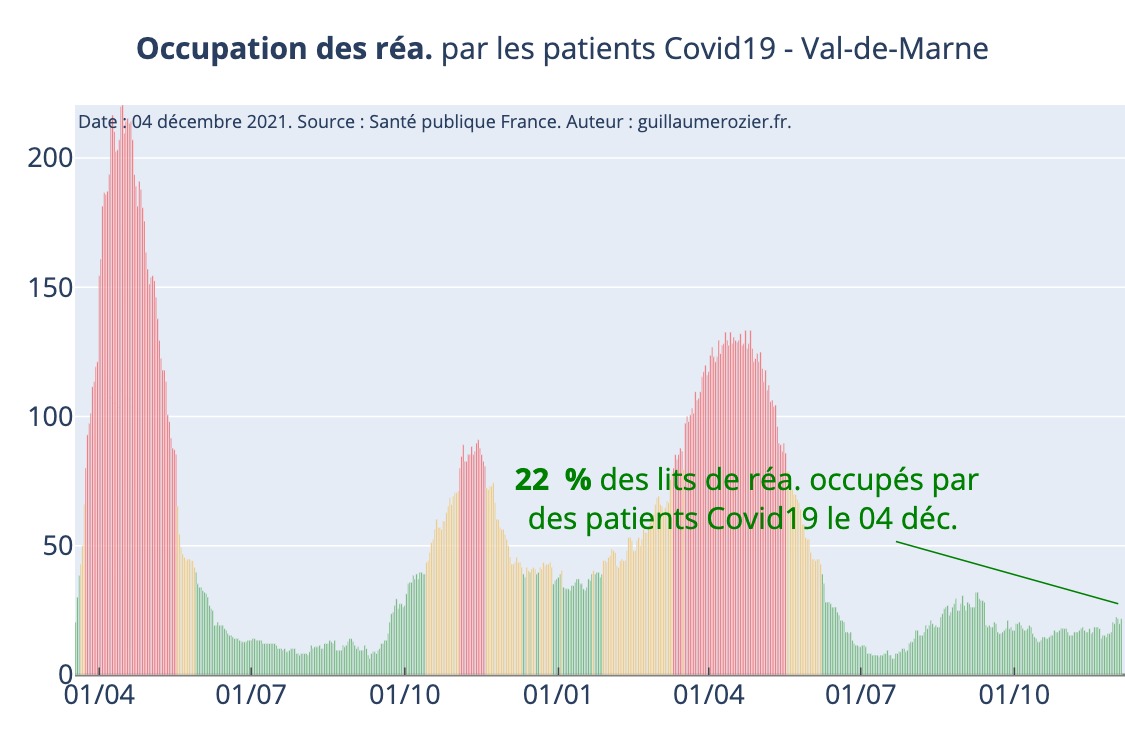 Occupation des réa. par les patients Covid19 - Val-de-Marne
Date : 04 décembre 2021. Source : Santé publique France. Auteur : guillaumerozier.fr.
200
150
100
50
0
22 % des lits de réa. occupés par
des patients Covid19 le 04 déc.
01/04 01/07 01/10 01/01 01/04 01/07 01/10